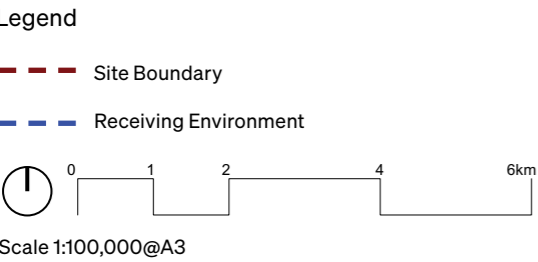 Legend
Site Boundary
Receiving Environment
0 1 2 4 6km
Scale 1:100,000@A3